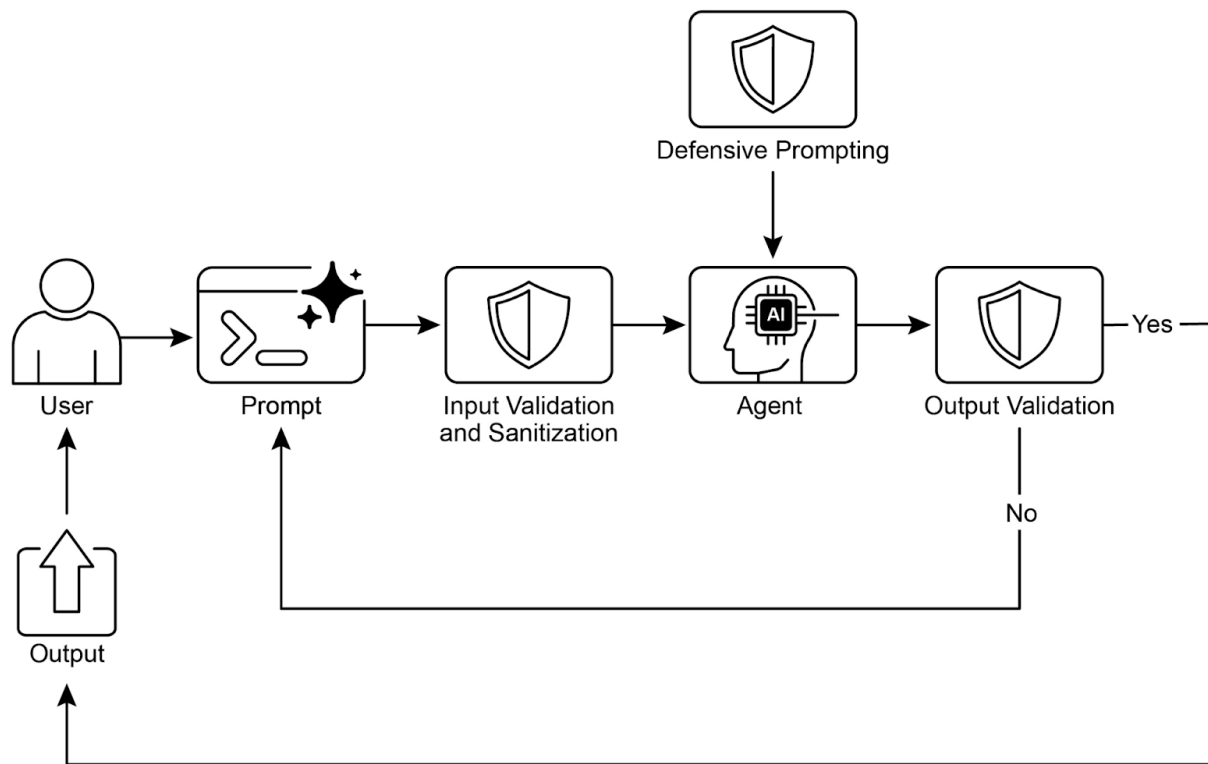 Defensive Prompting
AI
User
Prompt
Input Validation
and Sanitization
Agent
Output Validation
Yes
No
Output